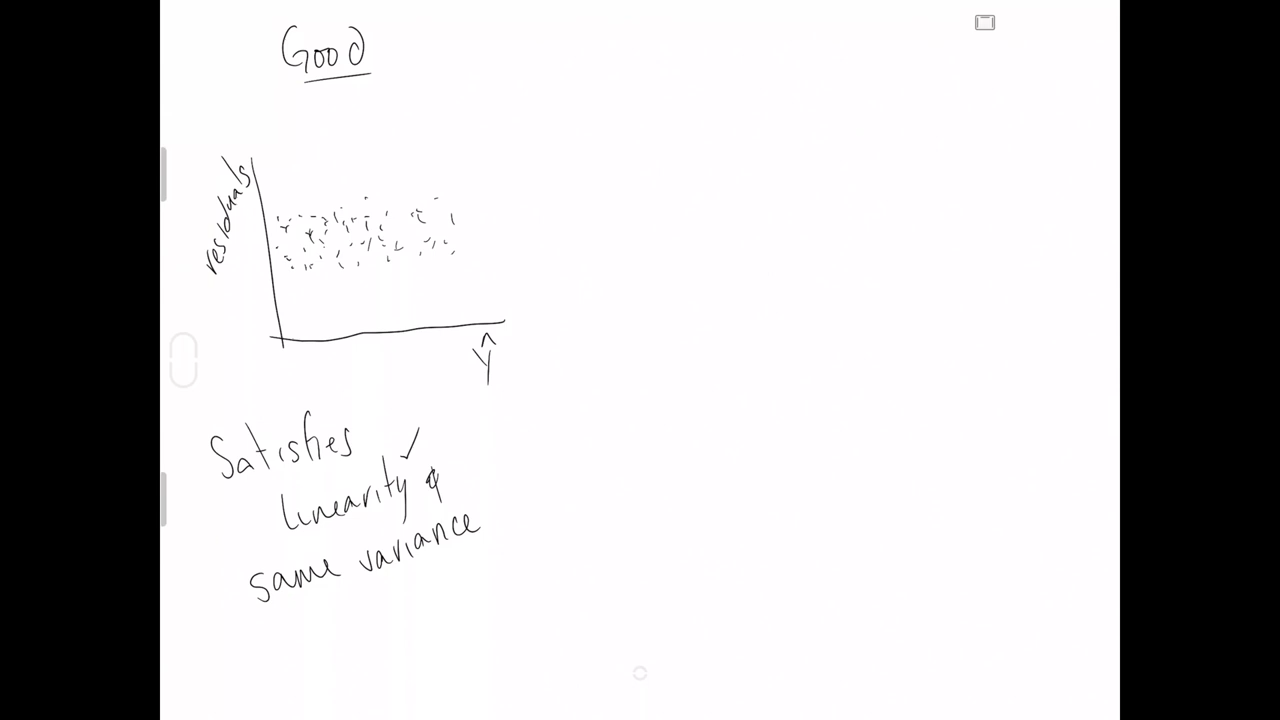 Good
residuals
Ŷ
Satisfies
linearity ✓ &
same variance